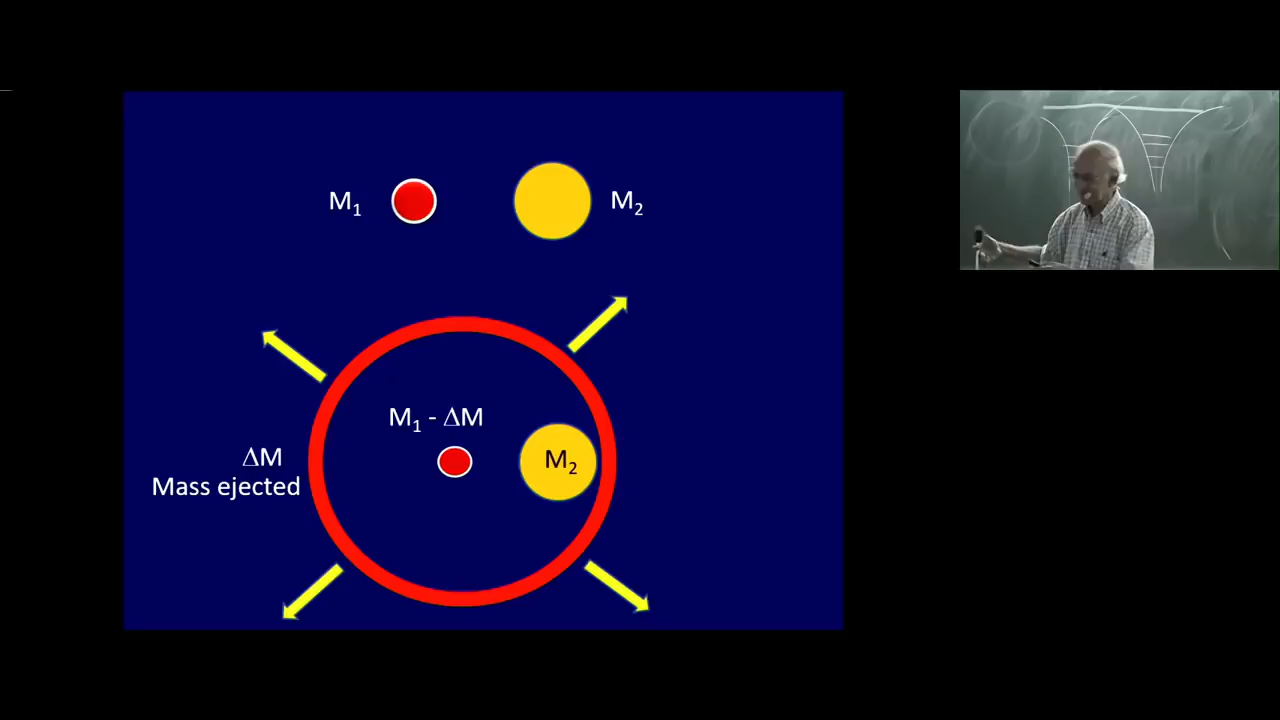 M₁
M₂
M₁ - ΔM
M₂
ΔM
Mass ejected